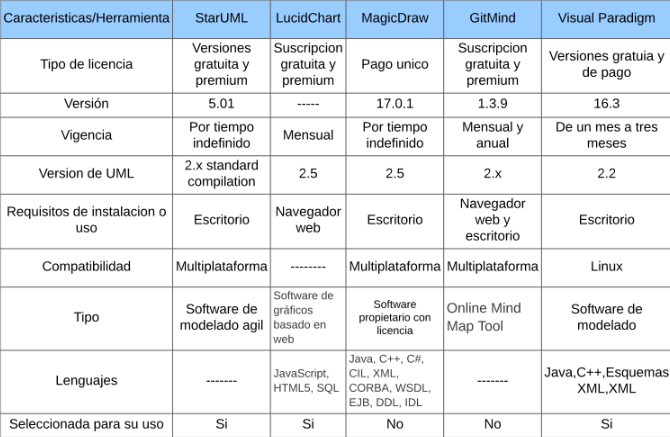 Caracteristicas/Herramienta StarUML LucidChart MagicDraw GitMind Visual Paradigm
Tipo de licencia
Versiones
gratuita y
premium
Suscripcion
gratuita y
premium
Pago unico
Suscripcion
gratuita y
premium
Versiones gratuia y
de pago
Versión 5.01 ----- 17.0.1 1.3.9 16.3
Vigencia
Por tiempo
indefinido
Mensual
Por tiempo
indefinido
Mensual y
anual
De un mes a tres
meses
Version de UML
2.x standard
compilation
2.5 2.5 2.x 2.2
Requisitos de instalacion o
uso
Escritorio
Navegador
web
Escritorio
Navegador
web y
escritorio
Escritorio
Compatibilidad Multiplataforma -------- Multiplataforma Multiplataforma Linux
Tipo
Software de
modelado agil
Software de
gráficos
basado en
web
Software
propietario con
licencia
Online Mind
Map Tool
Software de
modelado
Lenguajes
-------
JavaScript,
HTML5, SQL
Java, C++, C#,
CIL, XML,
CORBA, WSDL,
EJB, DDL, IDL
-------
Java,C++,Esquemas
XML,XML
Seleccionada para su uso Si Si No No Si